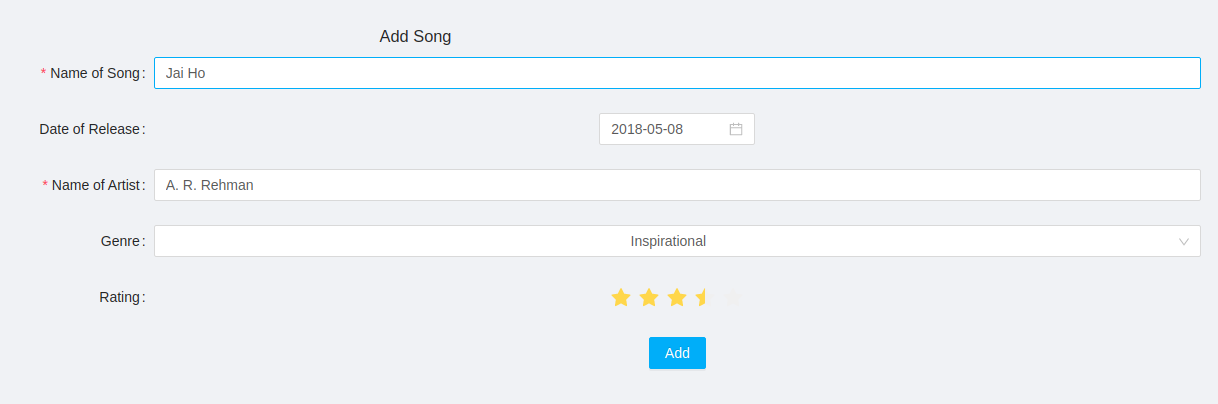 Add Song
* Name of Song: Jai Ho
Date of Release: 2018-05-08
* Name of Artist: A. R. Rehman
Genre: Inspirational
Rating:
Add